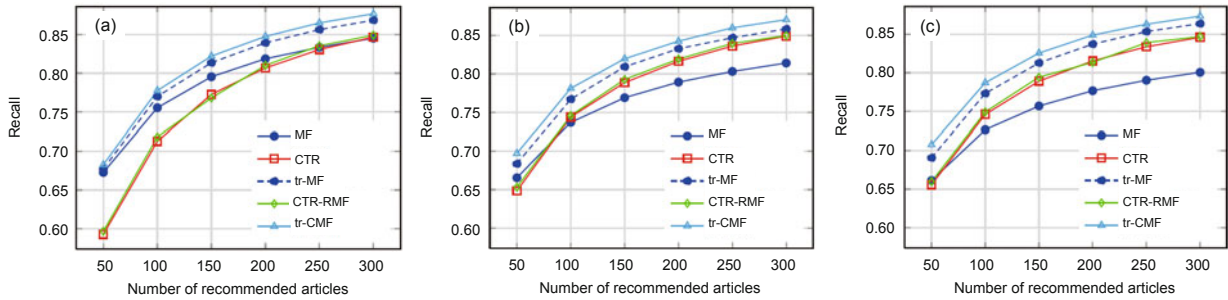 (a)
Recall
0.85
0.80
0.75
0.70
0.65
0.60
MF
CTR
tr-MF
CTR-RMF
tr-CMF
50 100 150 200 250 300
Number of recommended articles
(b)
Recall
0.85
0.80
0.75
0.70
0.65
0.60
MF
CTR
tr-MF
CTR-RMF
tr-CMF
50 100 150 200 250 300
Number of recommended articles
(c)
Recall
0.85
0.80
0.75
0.70
0.65
0.60
MF
CTR
tr-MF
CTR-RMF
tr-CMF
50 100 150 200 250 300
Number of recommended articles